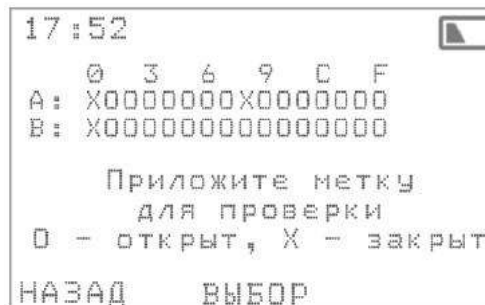 17:52
0 3 6 9 C F
A: X0000000X0000000
B: X000000000000000
Приложите метку
для проверки
O - открыт, X - закрыт
НАЗАД ВЫБОР